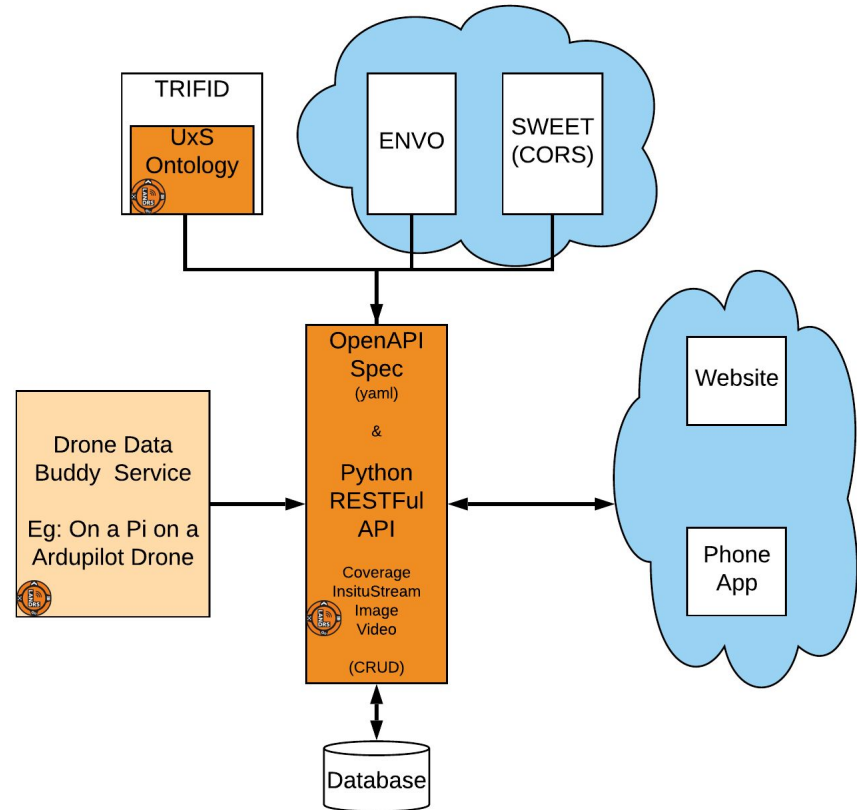 TRIFID
UxS
Ontology
ENVO
SWEET
(CORS)
OpenAPI
Spec
(yaml)
&
Python
RESTFul
API
Coverage
InsituStream
Image
Video
(CRUD)
Drone Data
Buddy Service
Eg: On a Pi on a
Ardupilot Drone
Website
Phone
App
Database